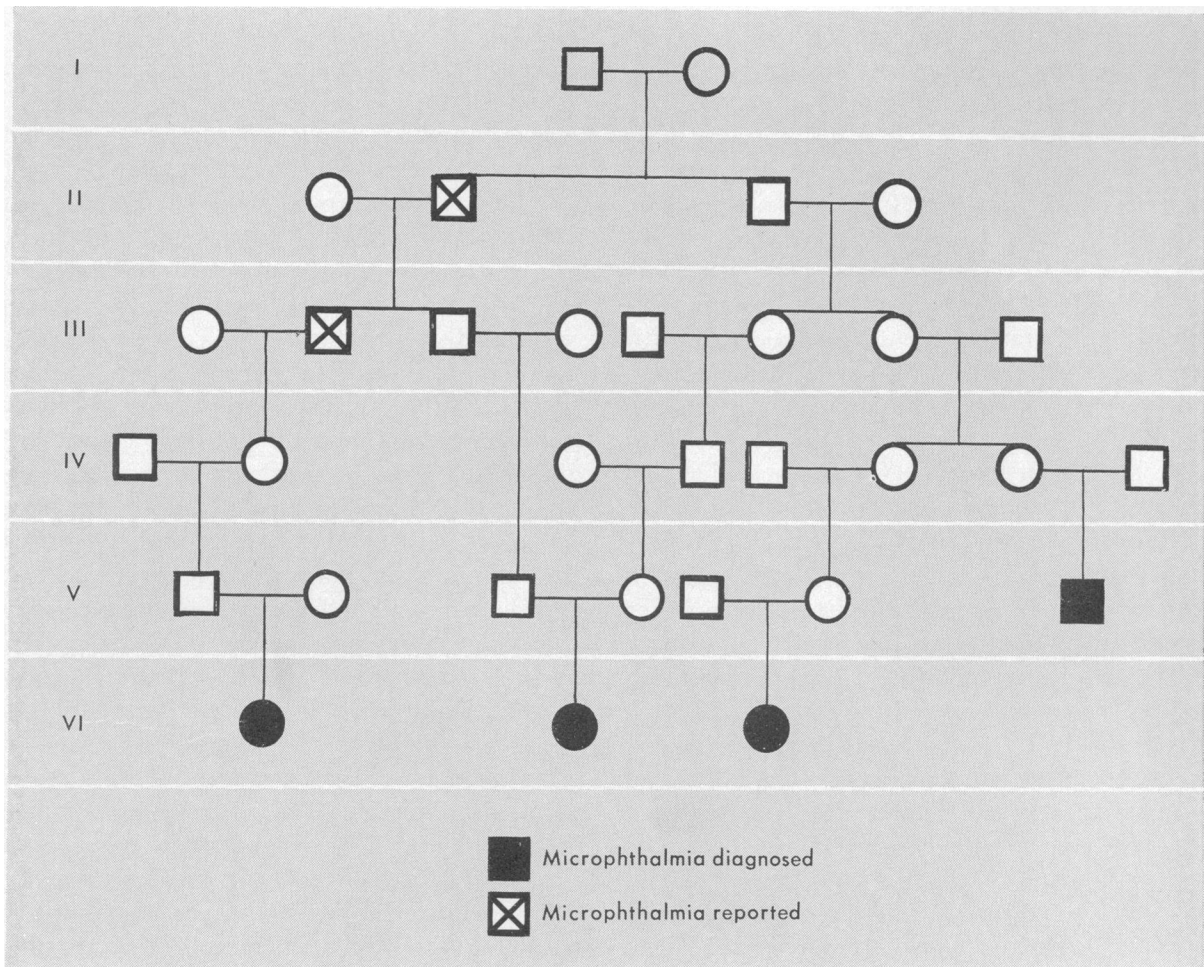 I
II
III
IV
V
VI
Microphthalmia diagnosed
Microphthalmia reported